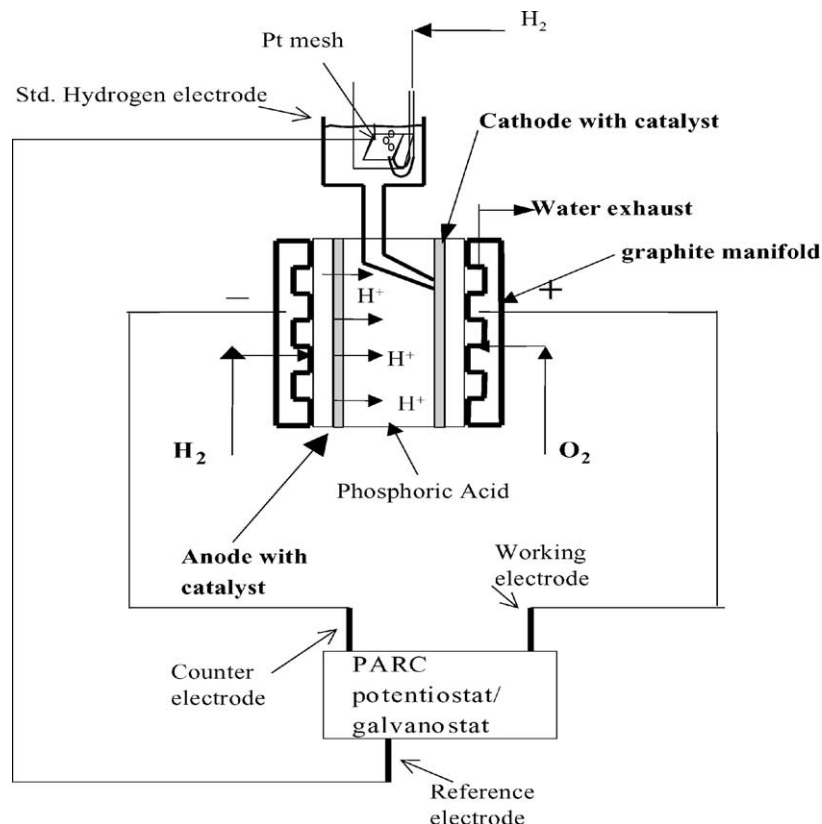 H2
Pt mesh
Std. Hydrogen electrode
Cathode with catalyst
Water exhaust
graphite manifold
−
+
H+
H+
H+
H2
O2
Phosphoric Acid
Anode with
catalyst
Working
electrode
Counter
electrode
PARC
potentiostat/
galvanostat
Reference
electrode